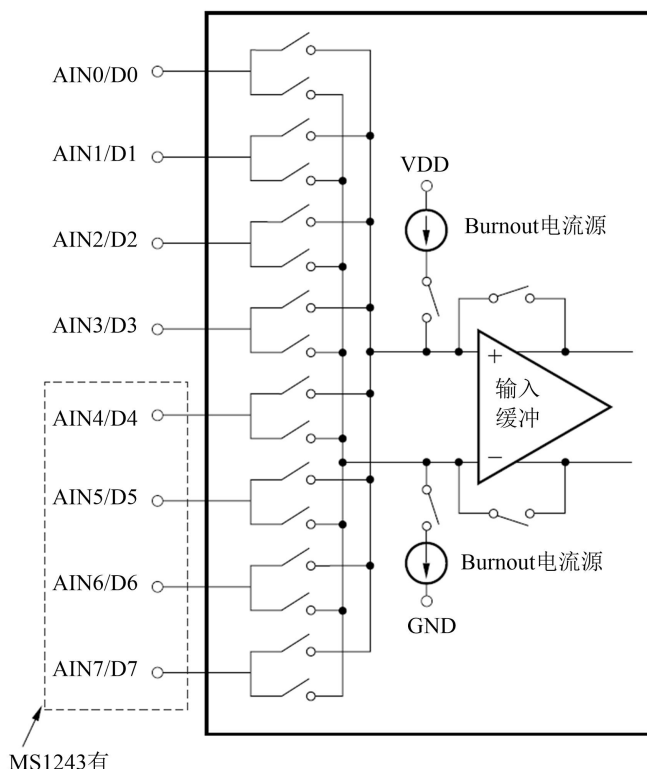 AIN0/D0
AIN1/D1
AIN2/D2
AIN3/D3
AIN4/D4
AIN5/D5
AIN6/D6
AIN7/D7
MS1243有
VDD
Burnout电流源
+
输入
缓冲
−
Burnout电流源
GND